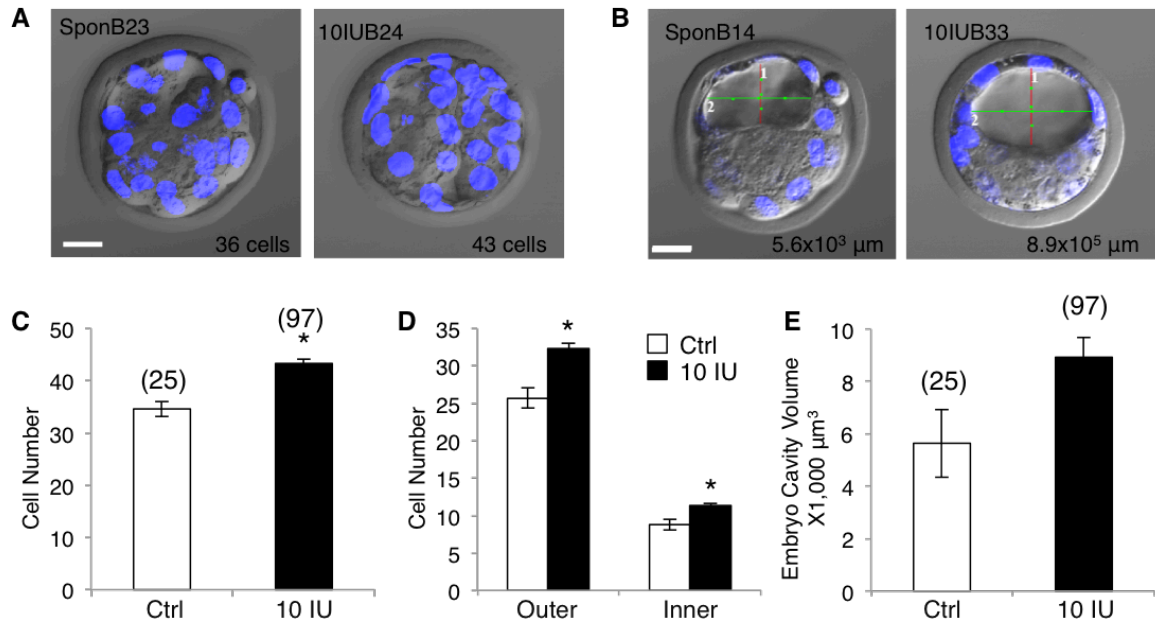 A
SponB23
36 cells
10IUB24
43 cells
B
SponB14
1
2
5.6x10³ µm
10IUB33
1
2
8.9x10⁵ µm
C
Cell Number
50
40
30
20
10
0
(25)
(97)
*
Ctrl
10 IU
D
Cell Number
35
30
25
20
15
10
5
0
*
*
Ctrl
10 IU
Outer
Inner
E
Embryo Cavity Volume
X1,000 µm³
10
8
6
4
2
0
(25)
(97)
Ctrl
10 IU